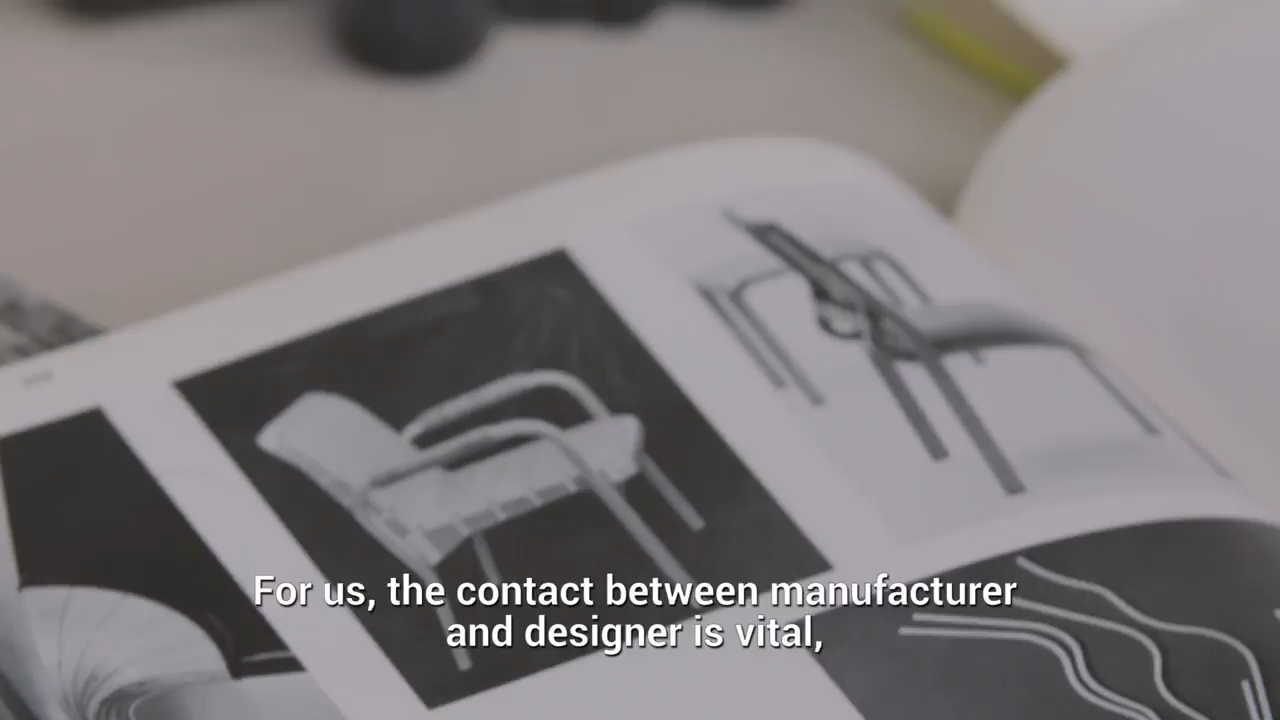 For us, the contact between manufacturer
and designer is vital,